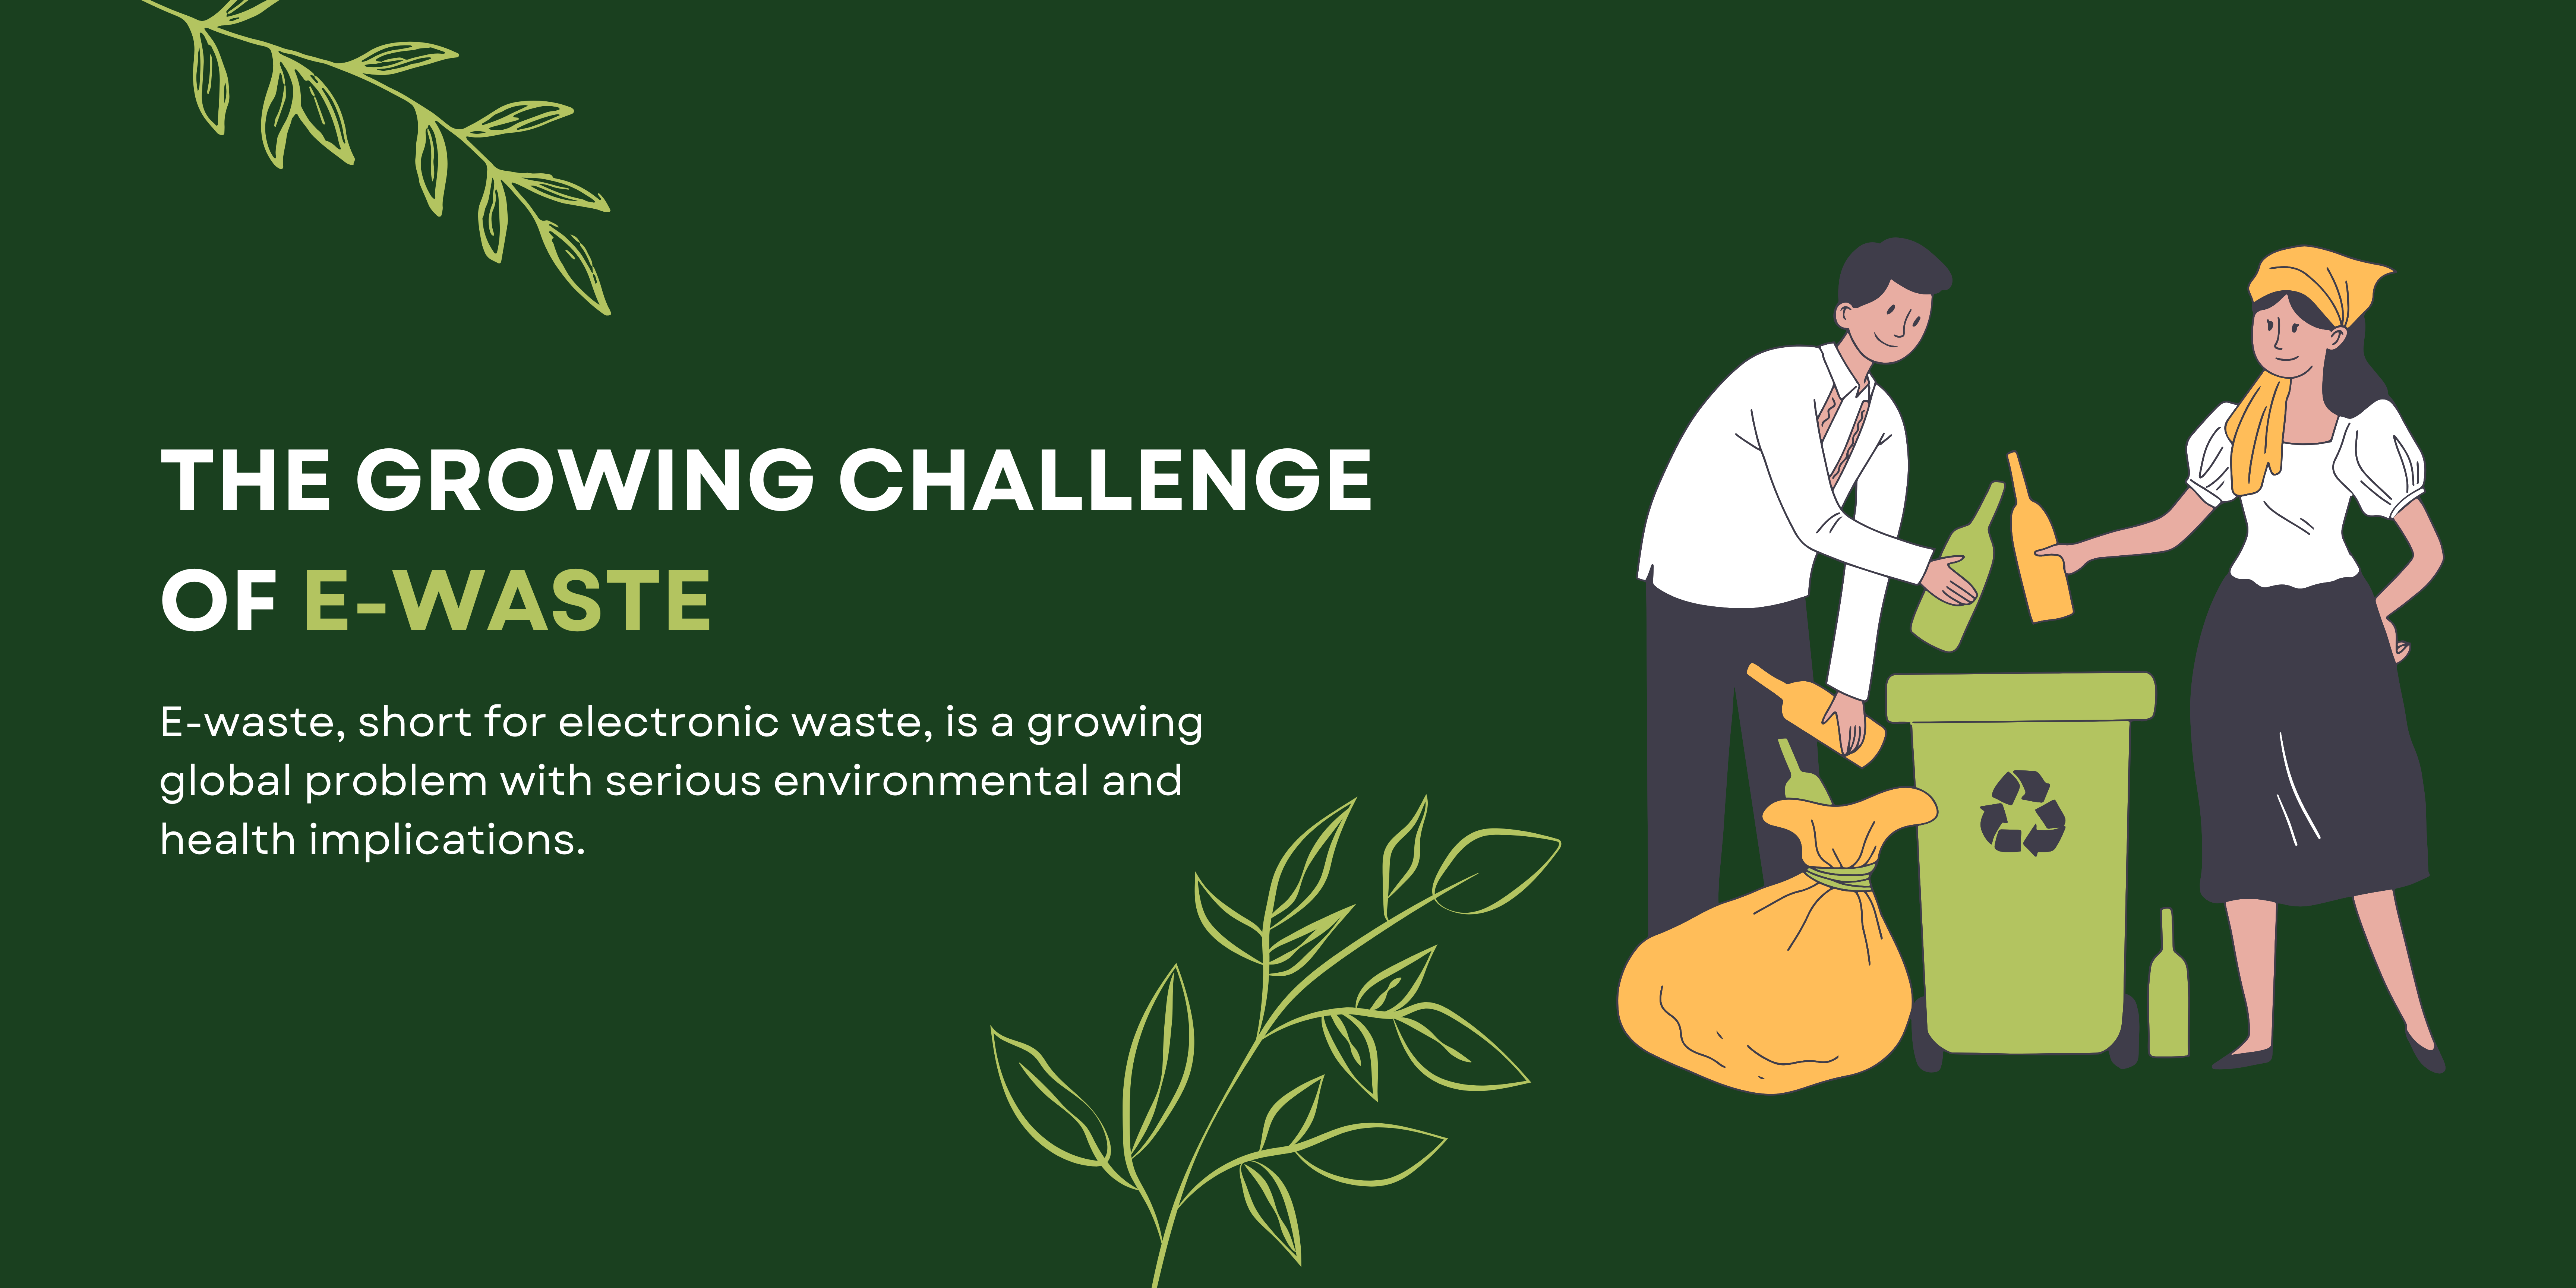 THE GROWING CHALLENGE
OF E-WASTE
E-waste, short for electronic waste, is a growing
global problem with serious environmental and
health implications.